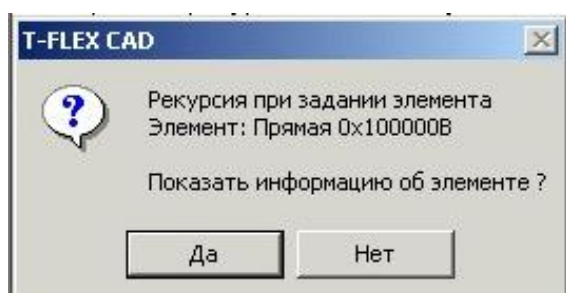 T-FLEX CAD
Рекурсия при задании элемента
Элемент: Прямая 0x100000B
Показать информацию об элементе ?
Да
Нет